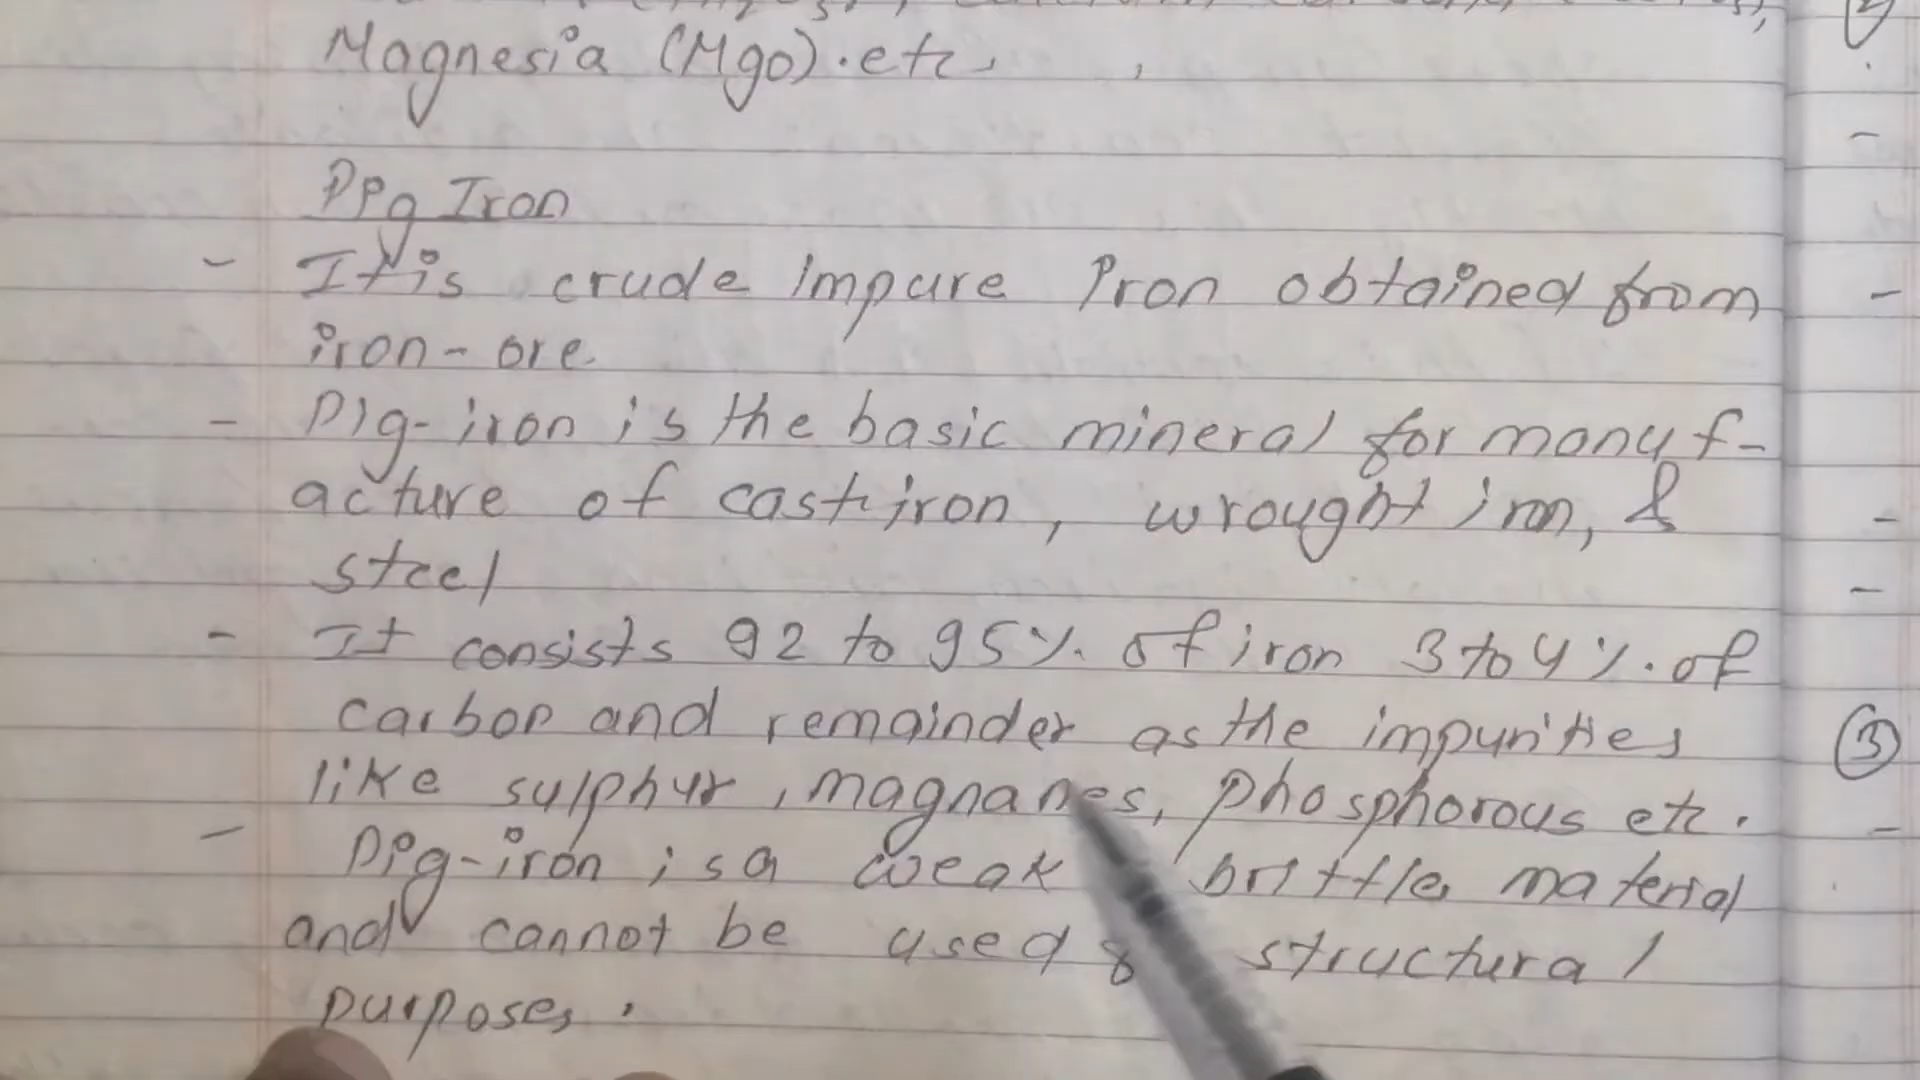 Magnesia (Mgo).etc.
Pig Iron
- It is crude impure iron obtained from
iron-ore.
- Pig-iron is the basic mineral for manuf-
acture of cast iron, wrought iron, &
steel
- It consists 92 to 95%. of iron 3 to 4%. of
carbon and remainder as the impurities
like sulphur, magnanes, phosphorous etc.
- Pig-iron is a weak brittle material
and cannot be used structural
purposes.
3